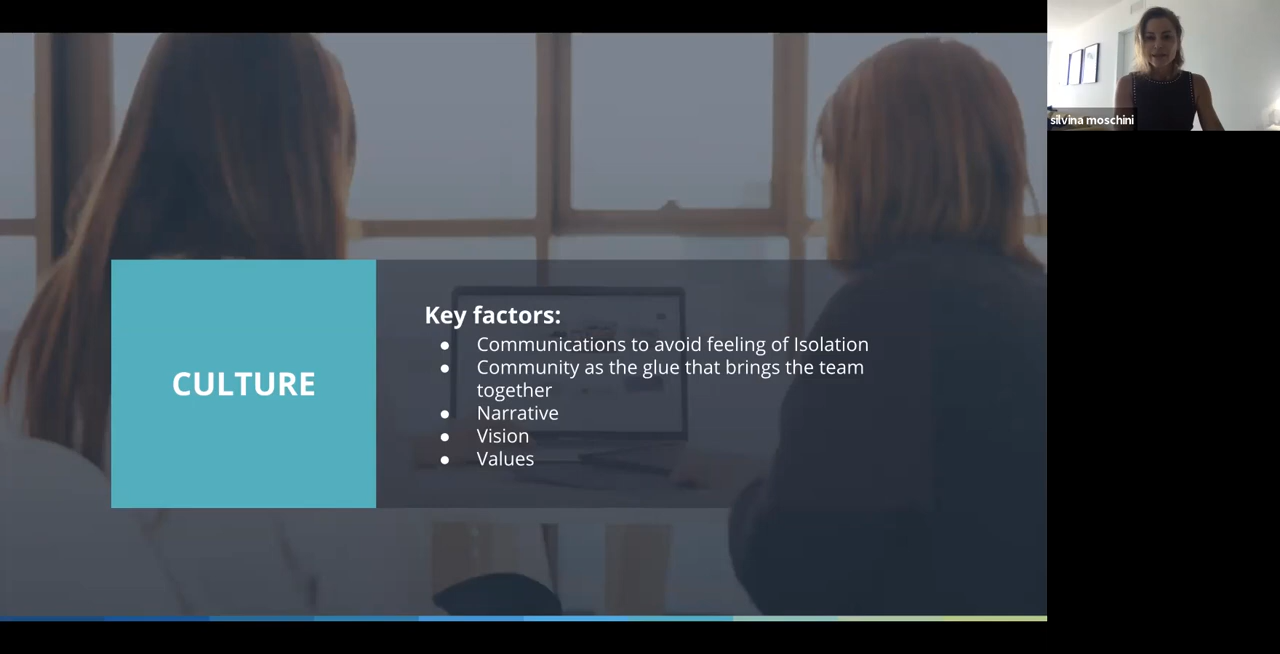 silvina moschini
CULTURE
Key factors:
● Communications to avoid feeling of Isolation
● Community as the glue that brings the team
together
● Narrative
● Vision
● Values